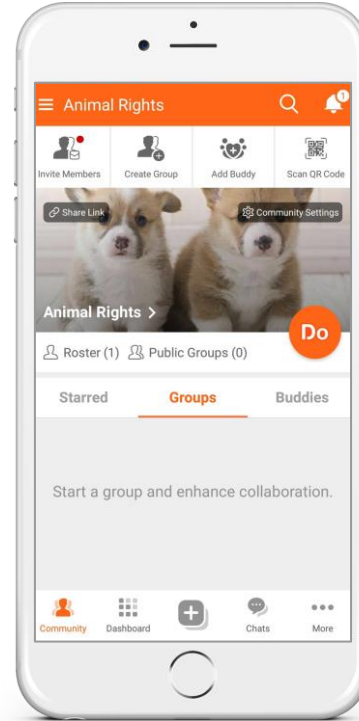 Animal Rights
1
Invite Members
Create Group
Add Buddy
Scan QR Code
Share Link
Community Settings
Animal Rights >
Do
Roster (1) Public Groups (0)
Starred
Groups
Buddies
Start a group and enhance collaboration.
Community
Dashboard
Chats
More